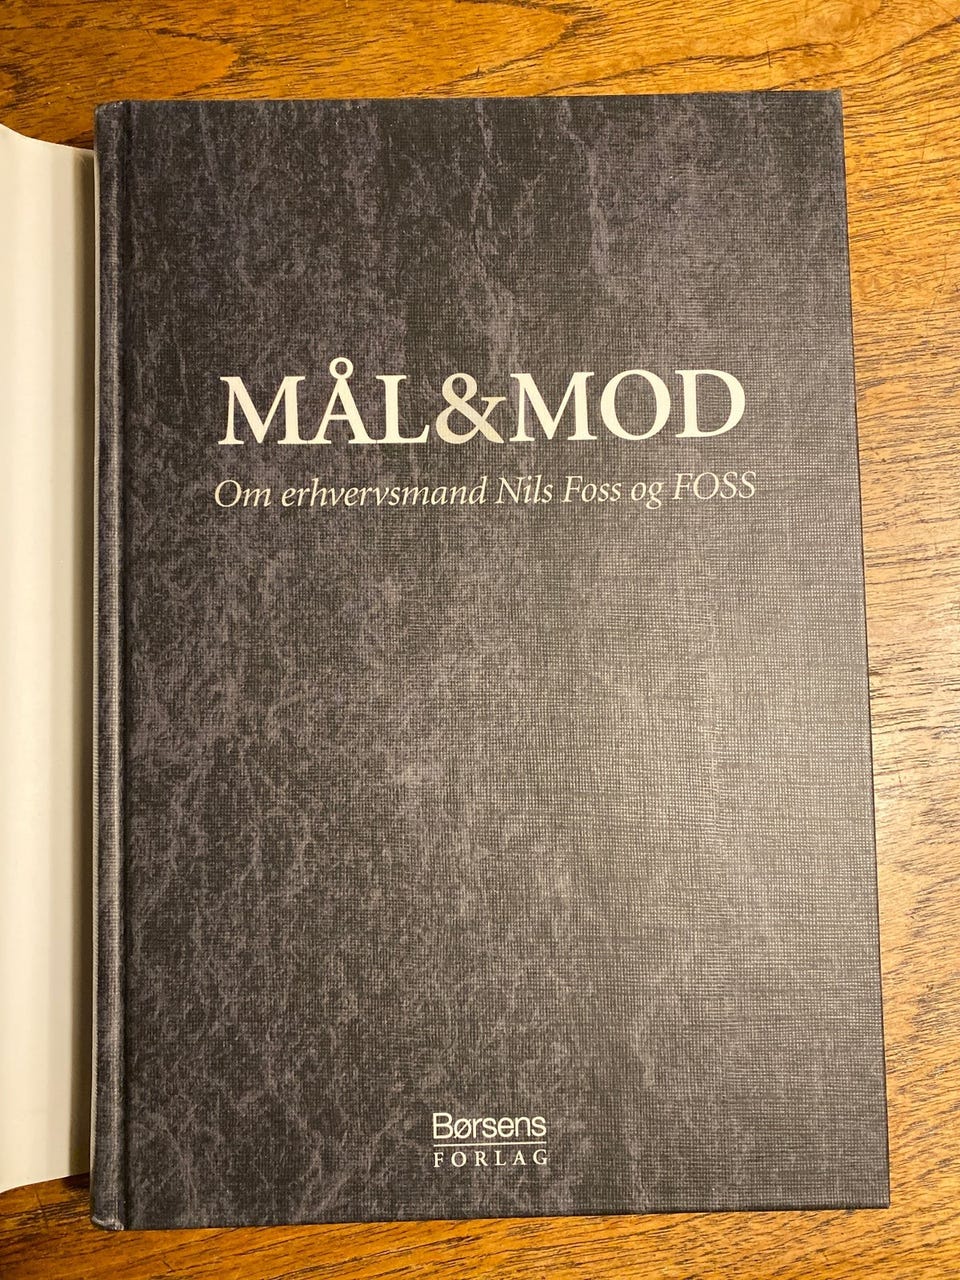 MÅL&MOD
Om erhvervsmand Nils Foss og FOSS
Børsens
FORLAG